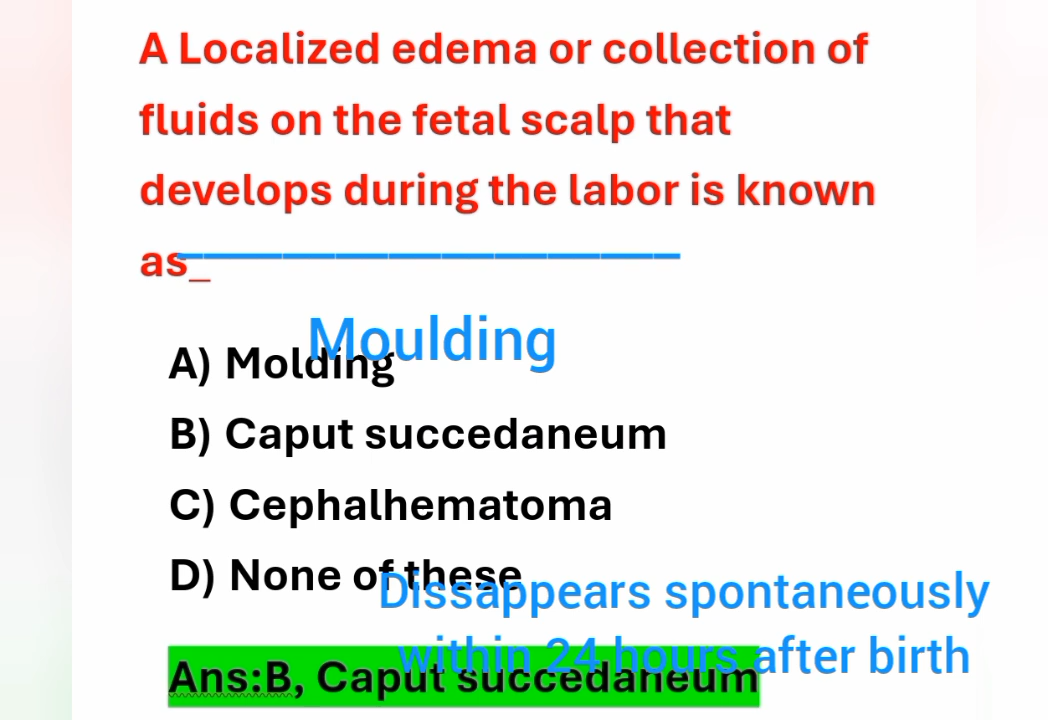 A Localized edema or collection of
fluids on the fetal scalp that
develops during the labor is known
as_
Moulding
A) Molding
B) Caput succedaneum
C) Cephalhematoma
D) None of these
Dissappears spontaneously
within 24 hours after birth
Ans:B, Caput succedaneum